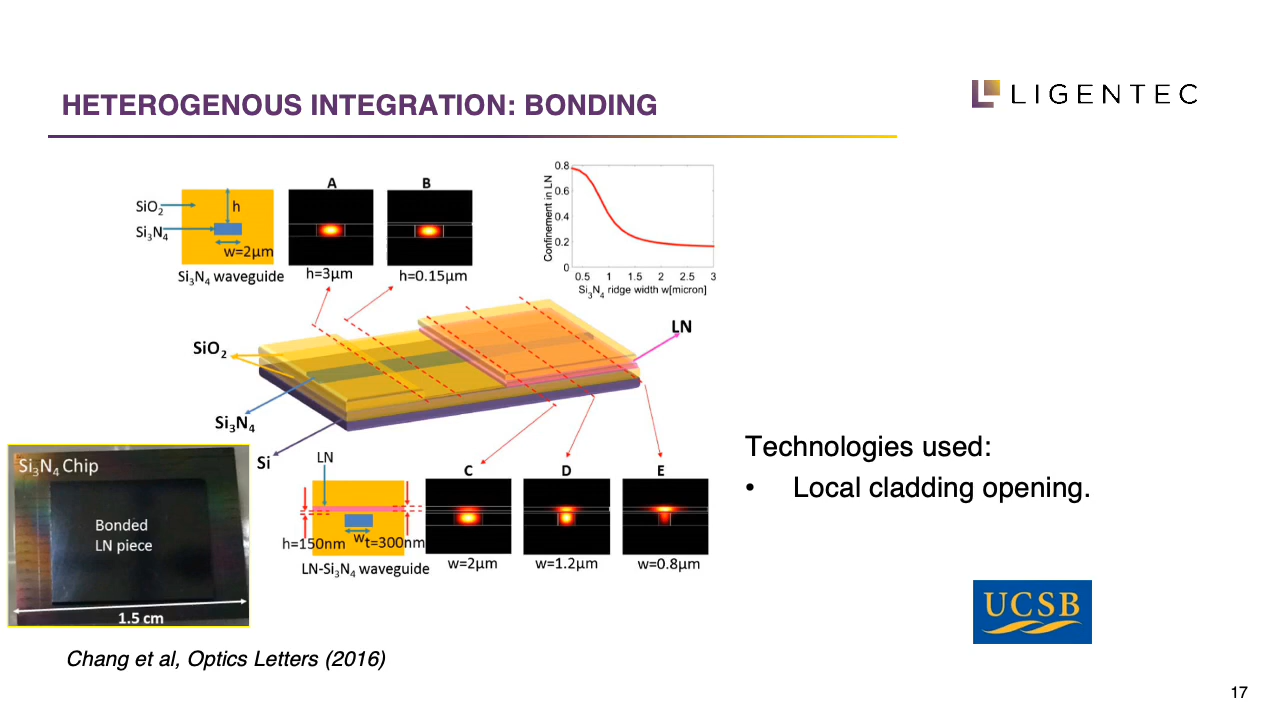 HETEROGENOUS INTEGRATION: BONDING
LIGENTEC
SiO2
Si3N4
h
w=2μm
Si3N4 waveguide
A
h=3μm
B
h=0.15μm
Confinement in LN
0.8
0.6
0.4
0.2
0
0.5 1 1.5 2 2.5 3
Si3N4 ridge width w[micron]
LN
SiO2
Si3N4
Si
Si3N4 Chip
Bonded
LN piece
1.5 cm
LN
h=150nm
w
t=300nm
LN-Si3N4 waveguide
C
w=2μm
D
w=1.2μm
E
w=0.8μm
Technologies used:
• Local cladding opening.
UCSB
Chang et al, Optics Letters (2016)
17